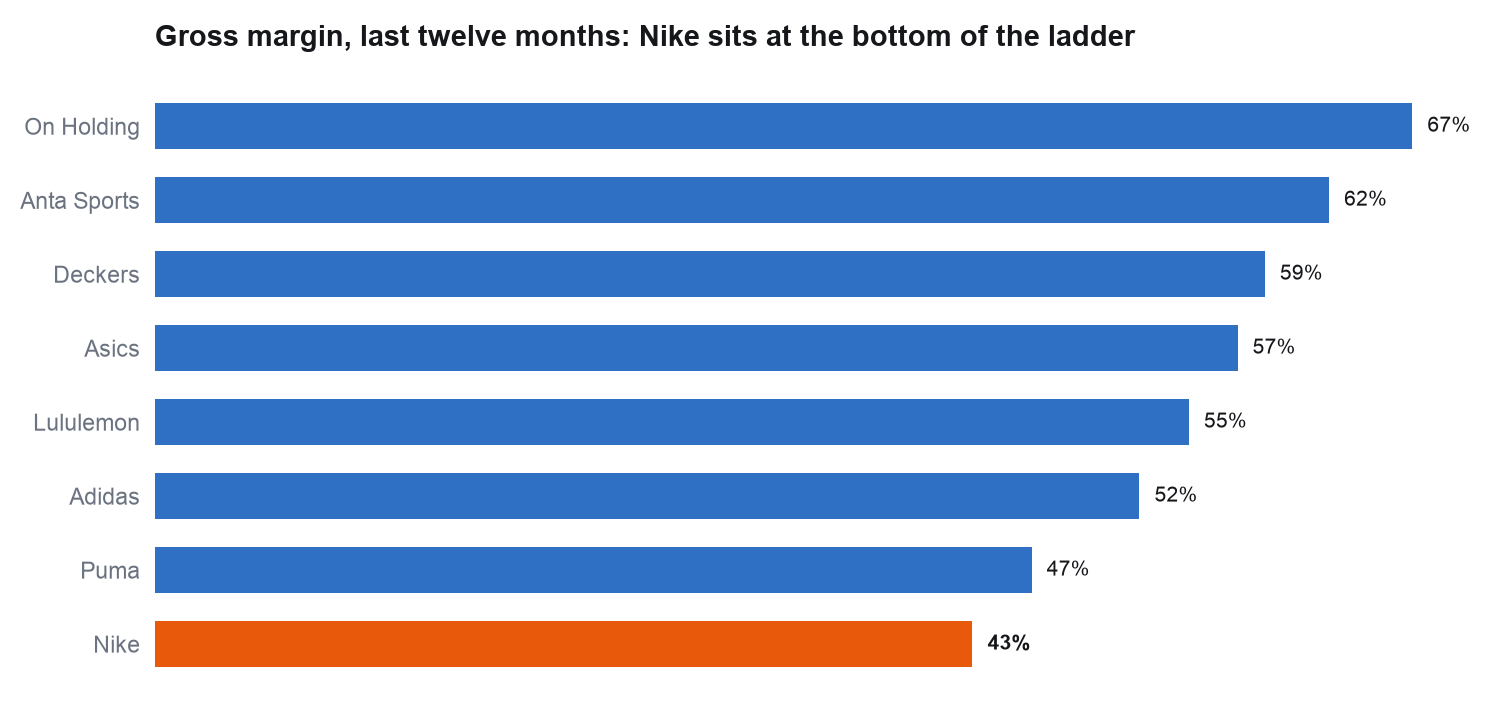 Gross margin, last twelve months: Nike sits at the bottom of the ladder
On Holding 67%
Anta Sports 62%
Deckers 59%
Asics 57%
Lululemon 55%
Adidas 52%
Puma 47%
Nike 43%